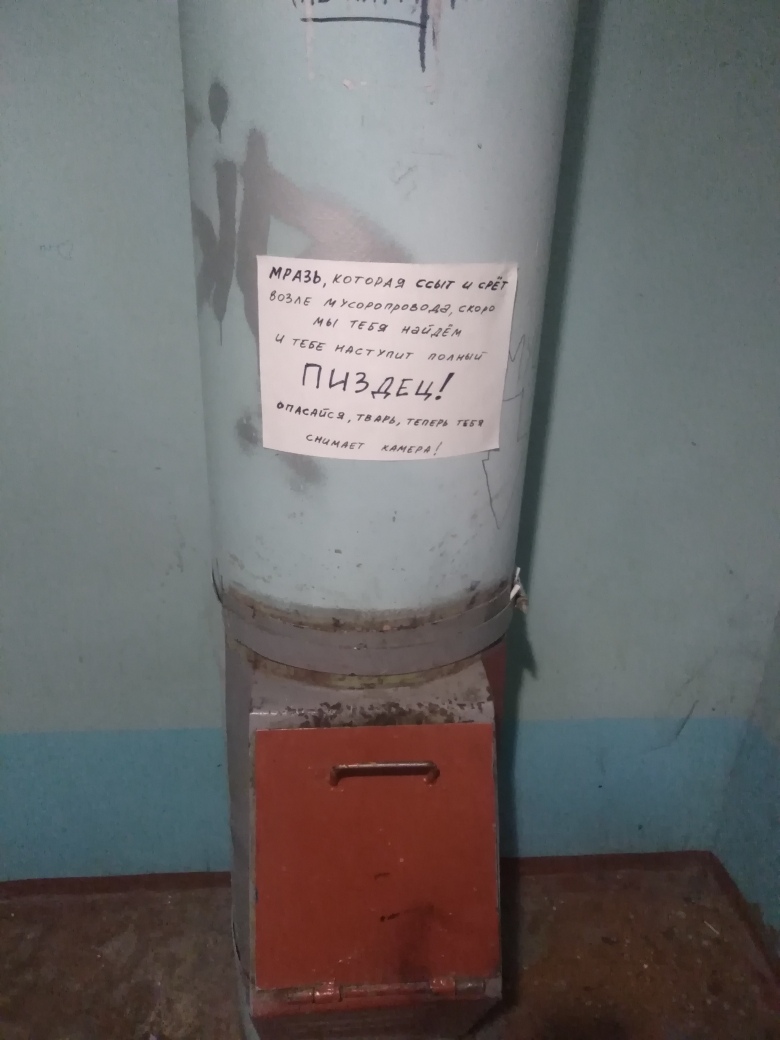 МРАЗЬ, КОТОРАЯ ССЫТ И СРЁТ
ВОЗЛЕ МУСОРОПРОВОДА, СКОРО
МЫ ТЕБЯ НАЙДЁМ
И ТЕБЕ НАСТУПИТ ПОЛНЫЙ
ПИЗДЕЦ!
ОПАСАЙСЯ, ТВАРЬ, ТЕПЕРЬ ТЕБЯ
СНИМАЕТ КАМЕРА!